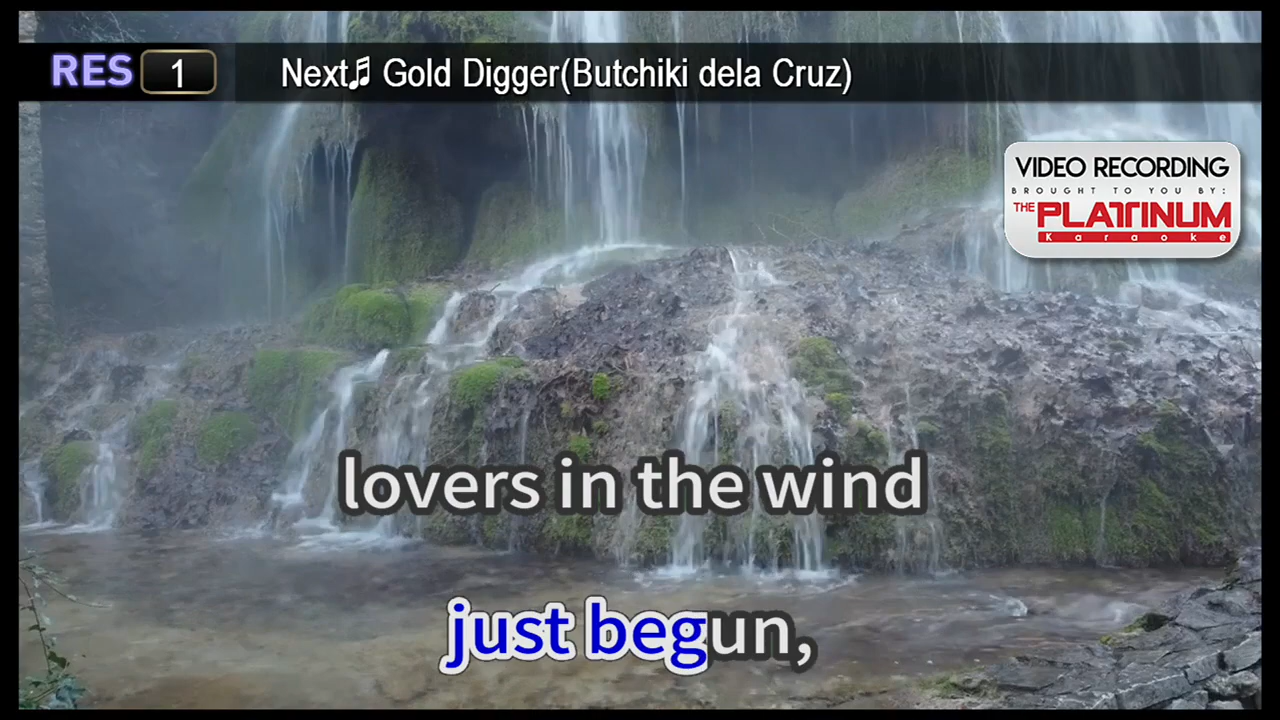 RES 1 Next♫ Gold Digger(Butchiki dela Cruz)
VIDEO RECORDING
BROUGHT TO YOU BY:
THE PLATINUM
Karaoke
lovers in the wind
just begun,